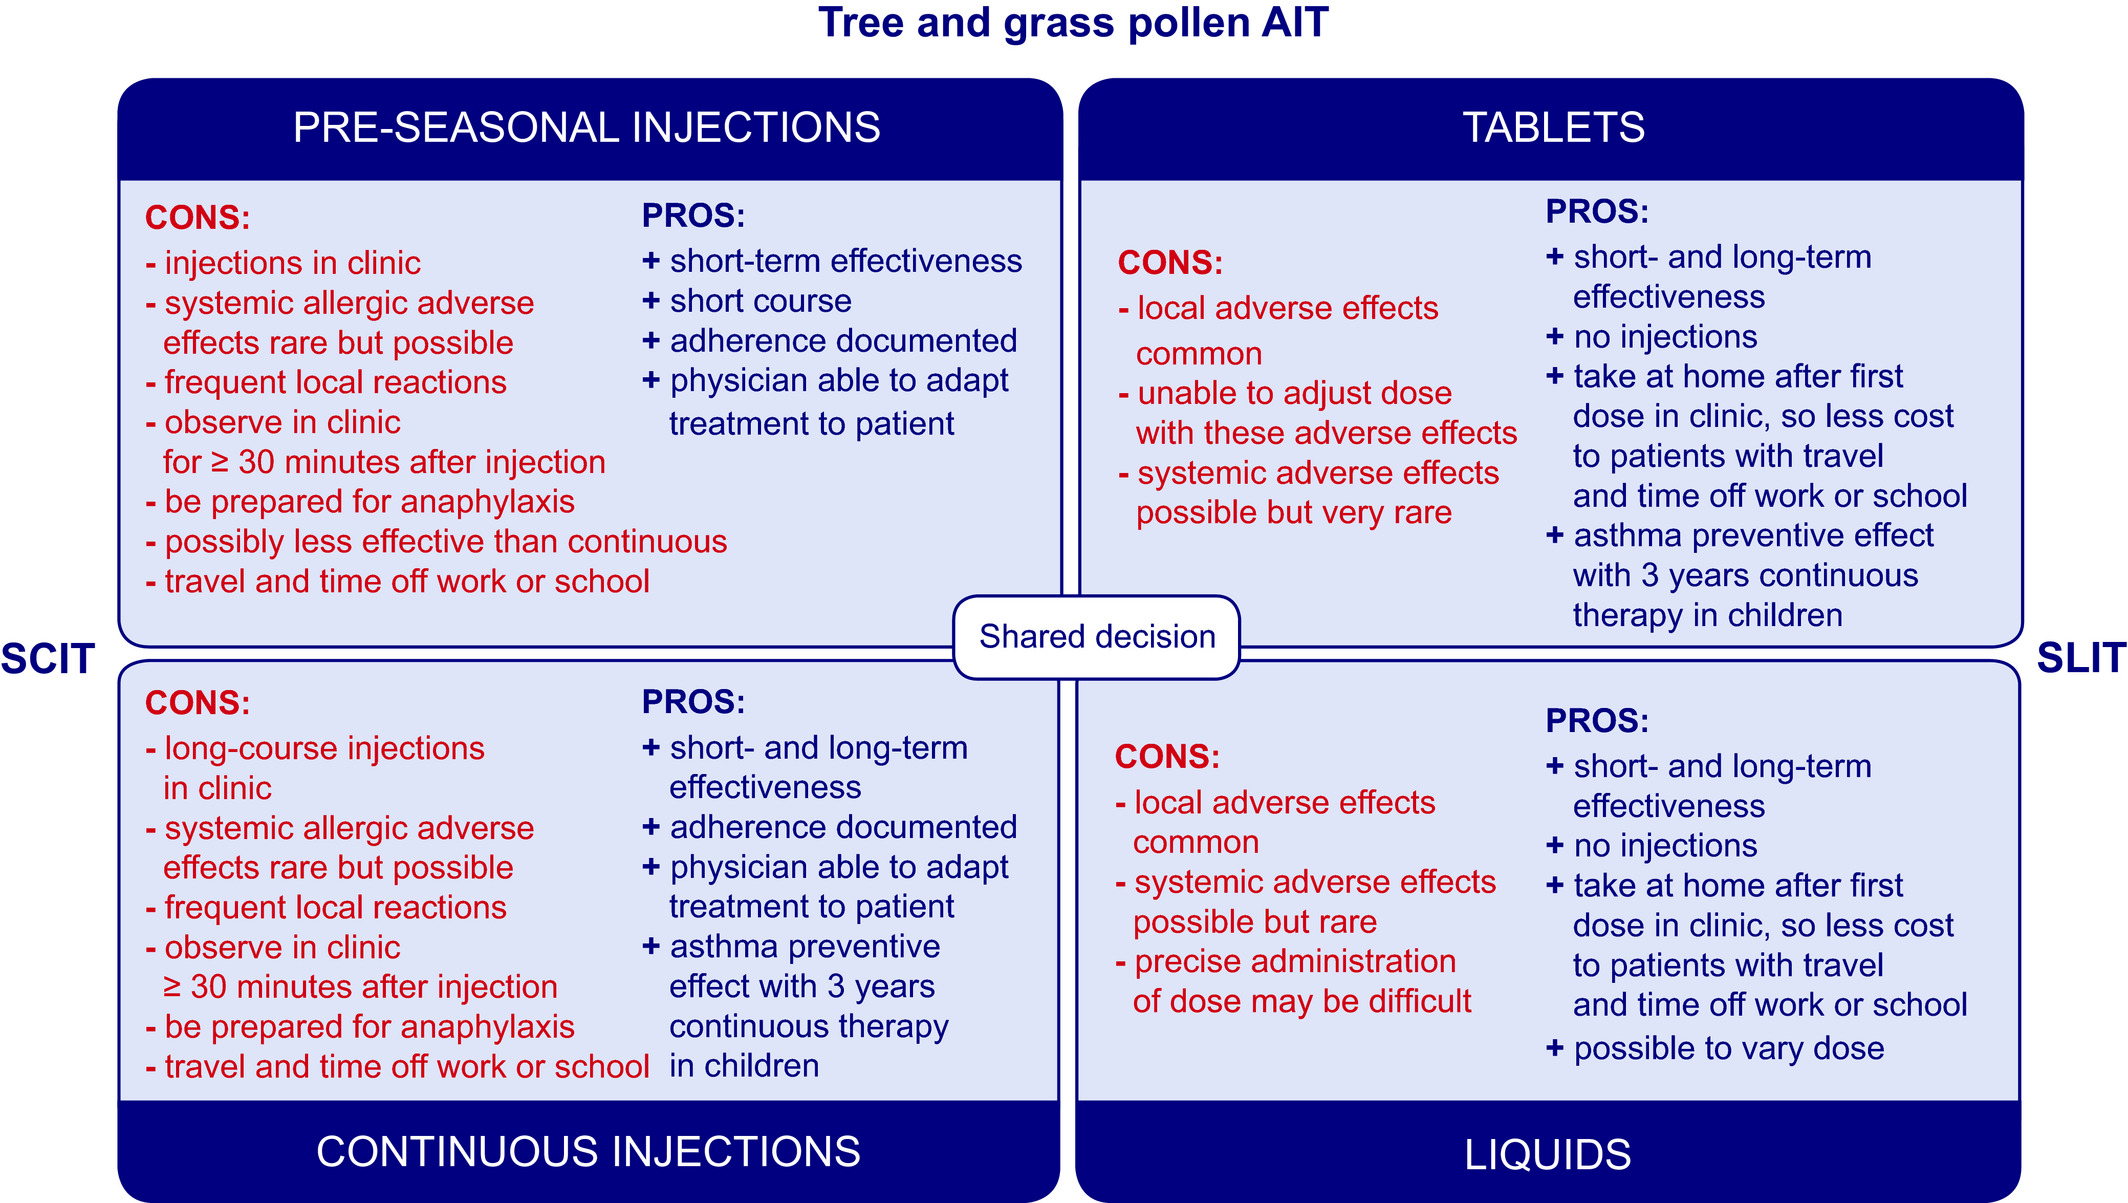 Tree and grass pollen AIT
PRE-SEASONAL INJECTIONS
CONS:
- injections in clinic
- systemic allergic adverse
effects rare but possible
- frequent local reactions
- observe in clinic
for ≥ 30 minutes after injection
- be prepared for anaphylaxis
- possibly less effective than continuous
- travel and time off work or school
PROS:
+ short-term effectiveness
+ short course
+ adherence documented
+ physician able to adapt
treatment to patient
TABLETS
CONS:
- local adverse effects
common
- unable to adjust dose
with these adverse effects
- systemic adverse effects
possible but very rare
PROS:
+ short- and long-term
effectiveness
+ no injections
+ take at home after first
dose in clinic, so less cost
to patients with travel
and time off work or school
+ asthma preventive effect
with 3 years continuous
therapy in children
SCIT
Shared decision
SLIT
CONS:
- long-course injections
in clinic
- systemic allergic adverse
effects rare but possible
- frequent local reactions
- observe in clinic
≥ 30 minutes after injection
- be prepared for anaphylaxis
- travel and time off work or school
PROS:
+ short- and long-term
effectiveness
+ adherence documented
+ physician able to adapt
treatment to patient
+ asthma preventive
effect with 3 years
continuous therapy
in children
CONTINUOUS INJECTIONS
CONS:
- local adverse effects
common
- systemic adverse effects
possible but rare
- precise administration
of dose may be difficult
PROS:
+ short- and long-term
effectiveness
+ no injections
+ take at home after first
dose in clinic, so less cost
to patients with travel
and time off work or school
+ possible to vary dose
LIQUIDS